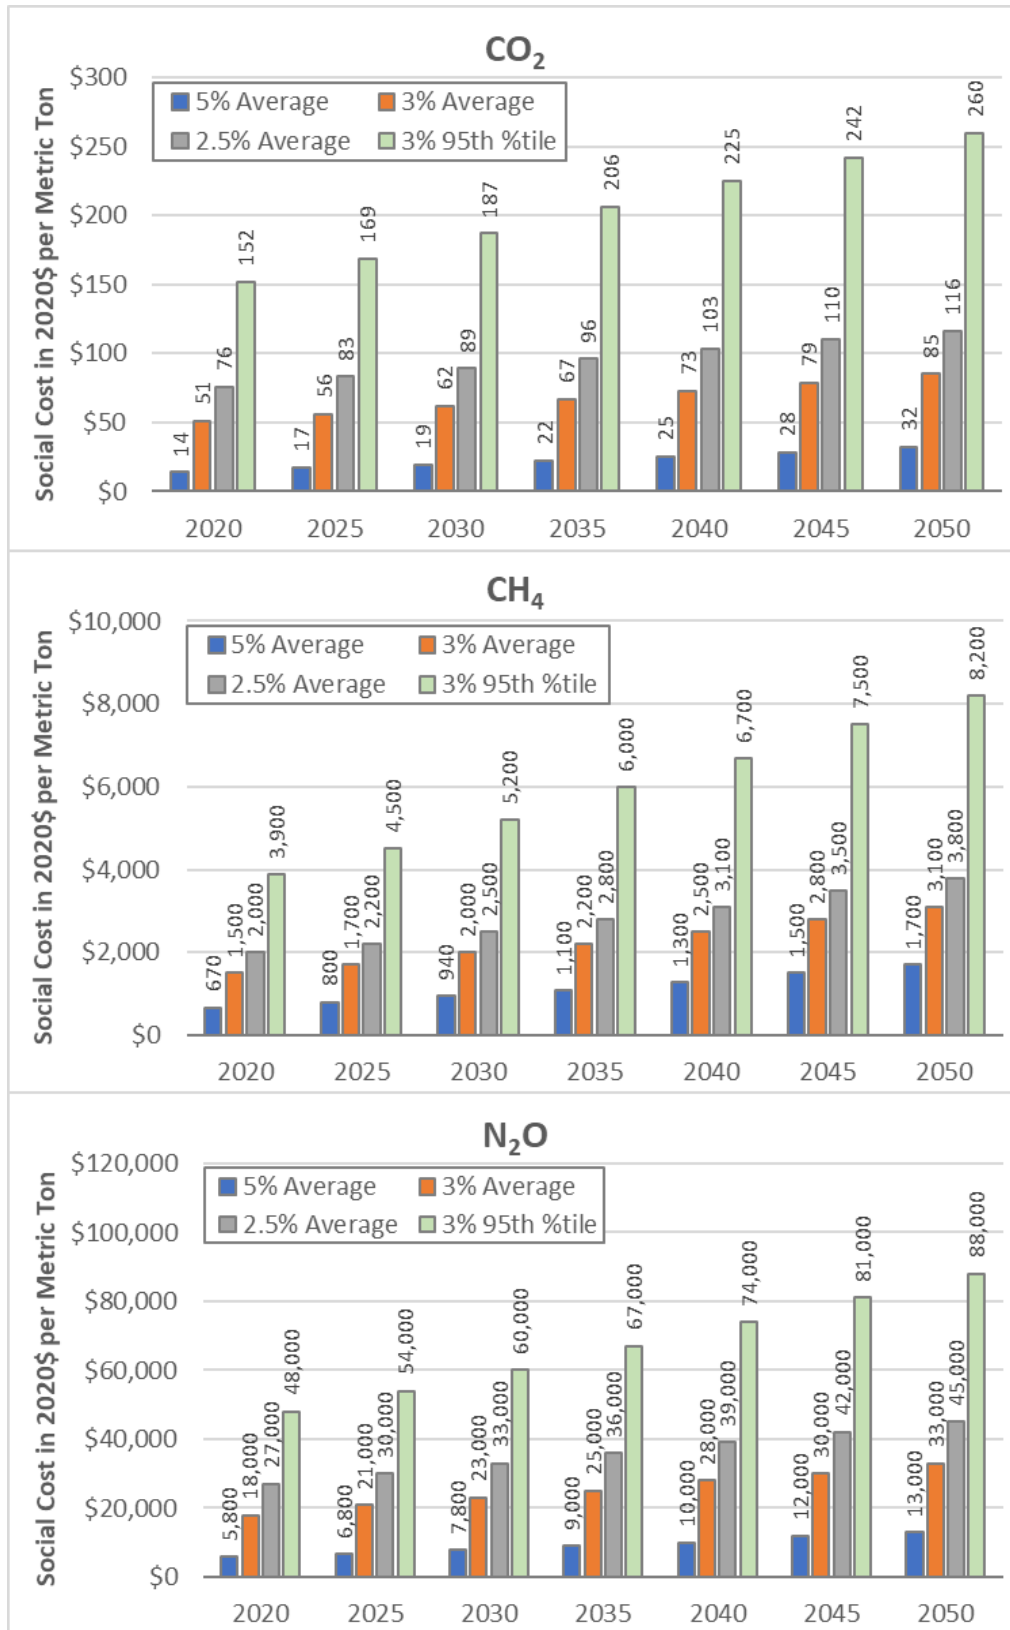 CO₂
Social Cost in 2020$ per Metric Ton
$300
$250
$200
$150
$100
$50
$0
5% Average 3% Average
2.5% Average 3% 95th %tile
14 51 76 152
17 56 83 169
19 62 89 187
22 67 96 206
25 73 103 225
28 79 110 242
32 85 116 260
2020 2025 2030 2035 2040 2045 2050
CH₄
Social Cost in 2020$ per Metric Ton
$10,000
$8,000
$6,000
$4,000
$2,000
$0
5% Average 3% Average
2.5% Average 3% 95th %tile
670 1,500 2,000 3,900
800 1,700 2,200 4,500
940 2,000 2,500 5,200
1,100 2,200 2,800 6,000
1,300 2,500 3,100 6,700
1,500 2,800 3,500 7,500
1,700 3,100 3,800 8,200
2020 2025 2030 2035 2040 2045 2050
N₂O
Social Cost in 2020$ per Metric Ton
$120,000
$100,000
$80,000
$60,000
$40,000
$20,000
$0
5% Average 3% Average
2.5% Average 3% 95th %tile
5,800 18,000 27,000 48,000
6,800 21,000 30,000 54,000
7,800 23,000 33,000 60,000
9,000 25,000 36,000 67,000
10,000 28,000 39,000 74,000
12,000 30,000 42,000 81,000
13,000 33,000 45,000 88,000
2020 2025 2030 2035 2040 2045 2050